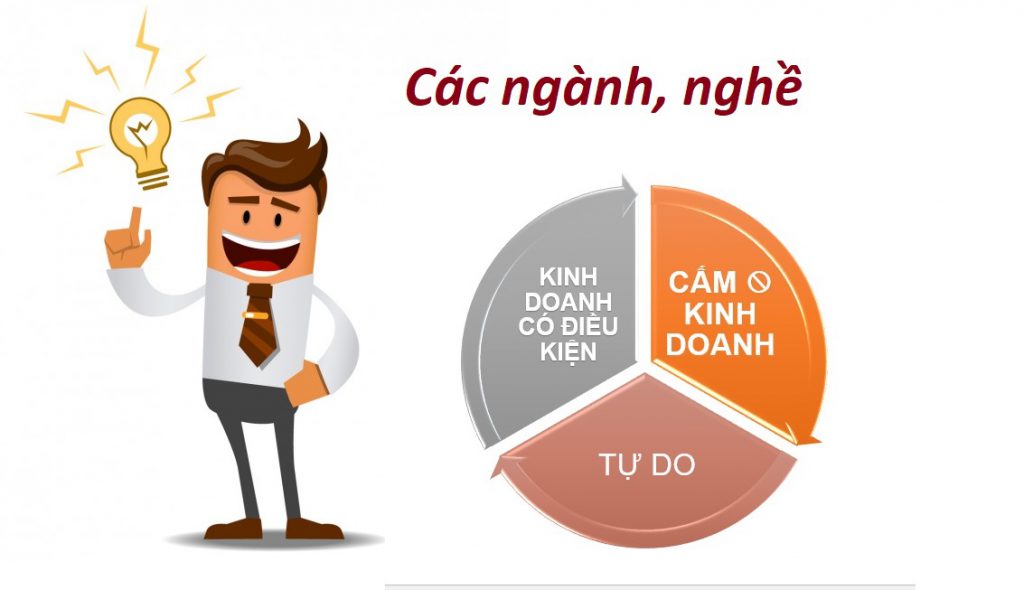 Các ngành, nghề
KINH
DOANH
CÓ ĐIỀU
KIỆN
CẤM 🛇
KINH
DOANH
TỰ DO